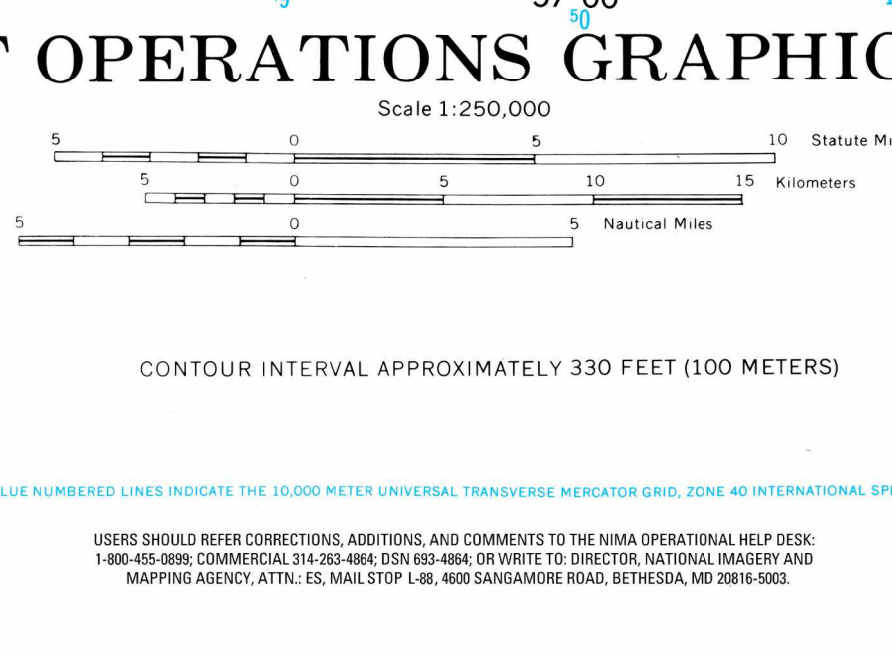 50
OPERATIONS GRAPHIC
Scale 1:250,000
5 0 5 10 Statute
5 0 5 10 15 Kilometers
5 0 5 Nautical Miles
CONTOUR INTERVAL APPROXIMATELY 330 FEET (100 METERS)
LUE NUMBERED LINES INDICATE THE 10,000 METER UNIVERSAL TRANSVERSE MERCATOR GRID, ZONE 40 INTERNATIONAL
USERS SHOULD REFER CORRECTIONS, ADDITIONS, AND COMMENTS TO THE NIMA OPERATIONAL HELP DESK:
1-800-455-0899; COMMERCIAL 314-263-4864; DSN 693-4864; OR WRITE TO: DIRECTOR, NATIONAL IMAGERY AND
MAPPING AGENCY, ATTN.: ES, MAIL STOP L-88, 4600 SANGAMORE ROAD, BETHESDA, MD 20816-5003.